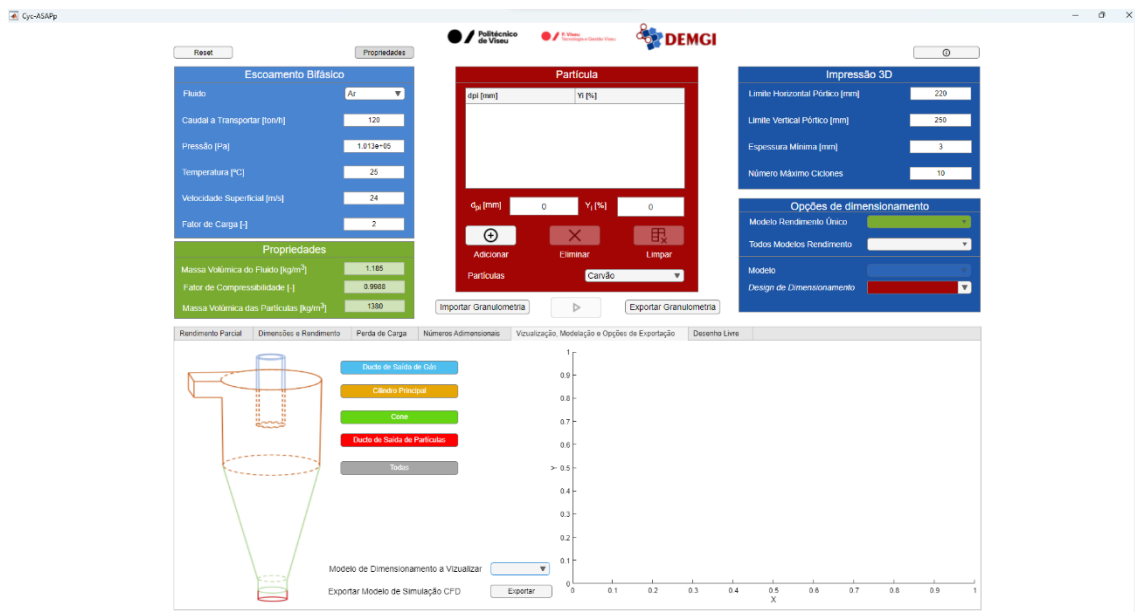 Cyc-ASAPp
Politécnico
de Viseu
DEMGI
Reset
Propriedades
Escoamento Bifásico
Fluido
Ar
Caudal a Transportar [ton/h]
120
Pressão [Pa]
1.013e+05
Temperatura [ºC]
25
Velocidade Superficial [m/s]
24
Fator de Carga [-]
2
Propriedades
Massa Volúmica do Fluido [kg/m³]
1.185
Fator de Compressibilidade [-]
0.9988
Massa Volúmica das Partículas [kg/m³]
1380
Partícula
dpi [mm]
Yi [%]
dpi [mm]
0
Yi [%]
0
Adicionar
Eliminar
Limpar
Partículas
Carvão
Importar Granulometria
Exportar Granulometria
Impressão 3D
Limite Horizontal Pórtico [mm]
220
Limite Vertical Pórtico [mm]
250
Espessura Mínima [mm]
3
Número Máximo Ciclones
10
Opções de dimensionamento
Modelo Rendimento Único
Todos Modelos Rendimento
Modelo
Design de Dimensionamento
Rendimento Parcial
Dimensões e Rendimento
Perda de Carga
Números Adimensionais
Vizualização, Modelação e Opções de Exportação
Desenho Livre
Ducto de Saída de Gás
Cilindro Principal
Cone
Ducto de Saída de Partículas
Todas
Modelo de Dimensionamento a Vizualizar
Exportar Modelo de Simulação CFD
Exportar
1
0.9
0.8
0.7
0.6
0.5
0.4
0.3
0.2
0.1
0
Y
0
0.1
0.2
0.3
0.4
0.5
0.6
0.7
0.8
0.9
1
X